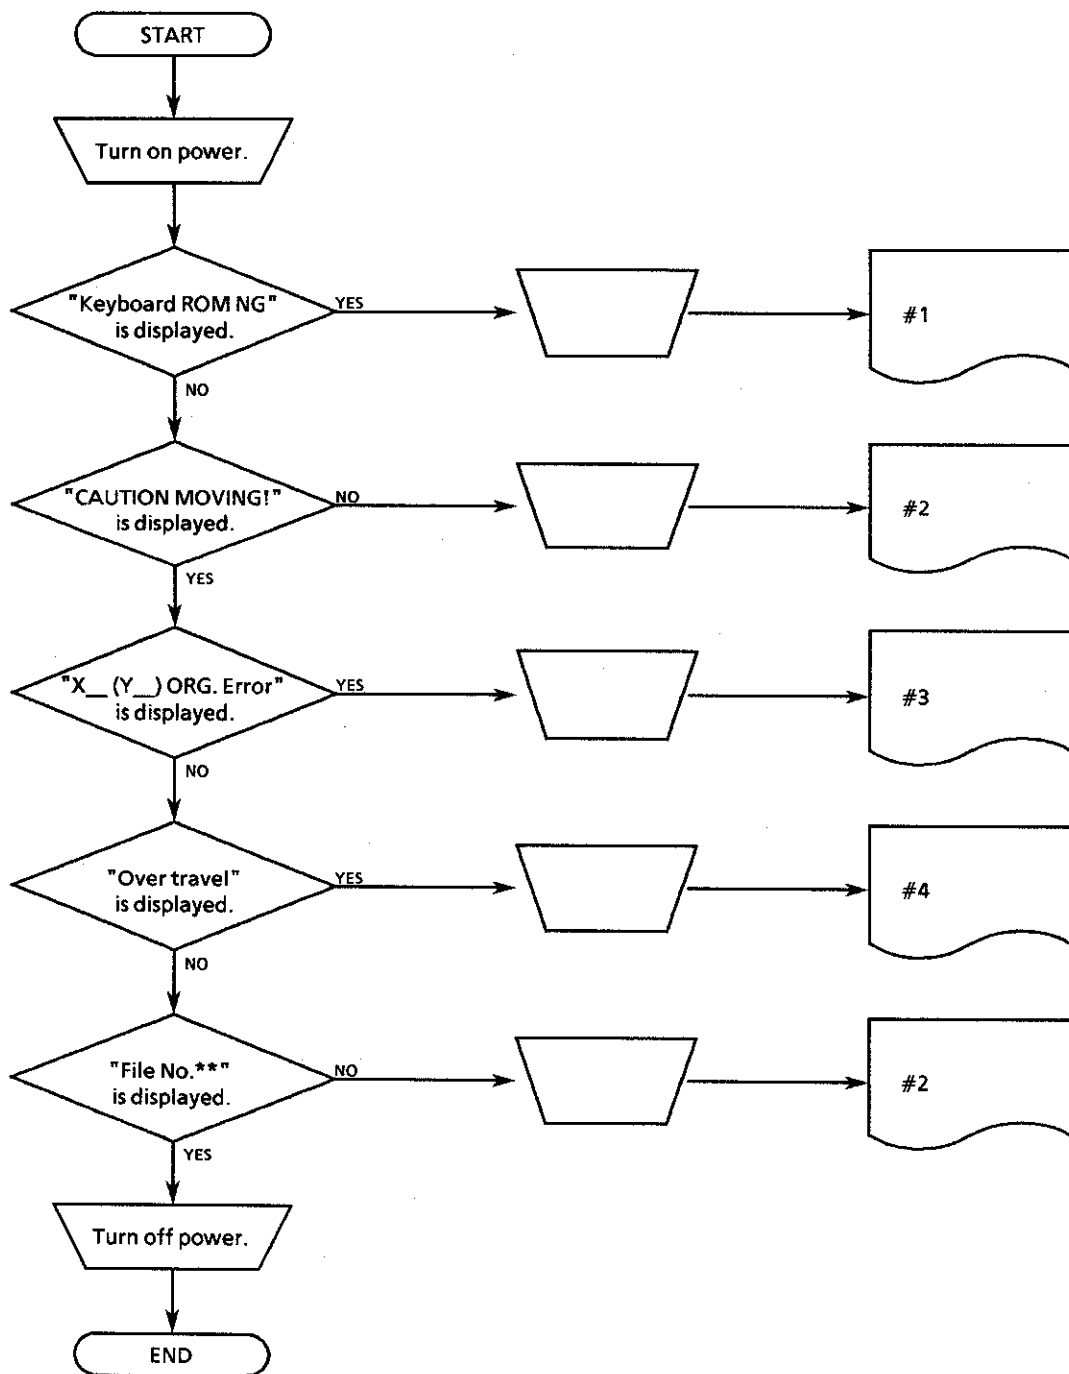 START
Turn on power.
"Keyboard ROM NG"
is displayed.
YES
#1
NO
"CAUTION MOVING!"
is displayed.
NO
#2
YES
"X__ (Y__) ORG. Error"
is displayed.
YES
#3
NO
"Over travel"
is displayed.
YES
#4
NO
"File No.**"
is displayed.
NO
#2
YES
Turn off power.
END